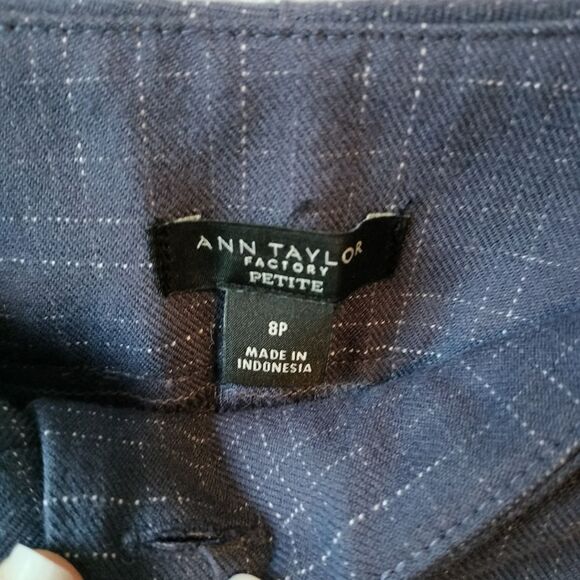 ANN TAYLOR
FACTORY
PETITE
8P
MADE IN
INDONESIA